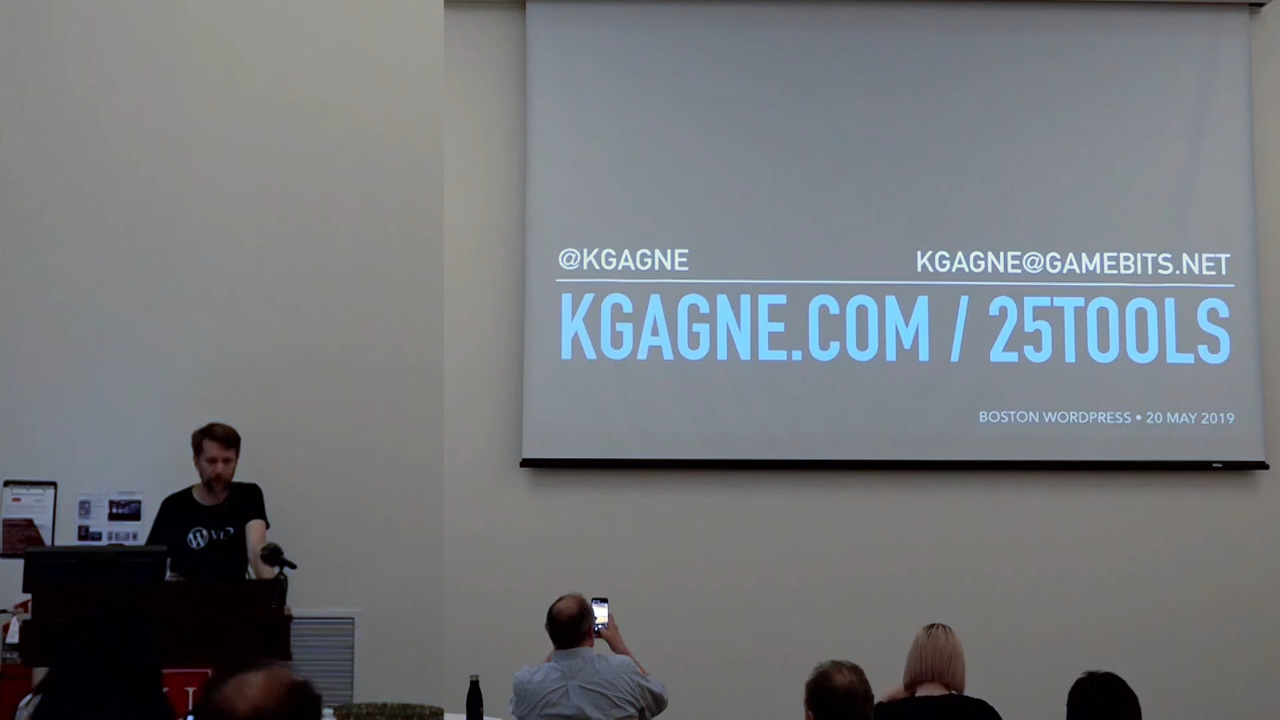 @KGAGNE
KGAGNE@GAMEBITS.NET
KGAGNE.COM / 25TOOLS
BOSTON WORDPRESS • 20 MAY 2019